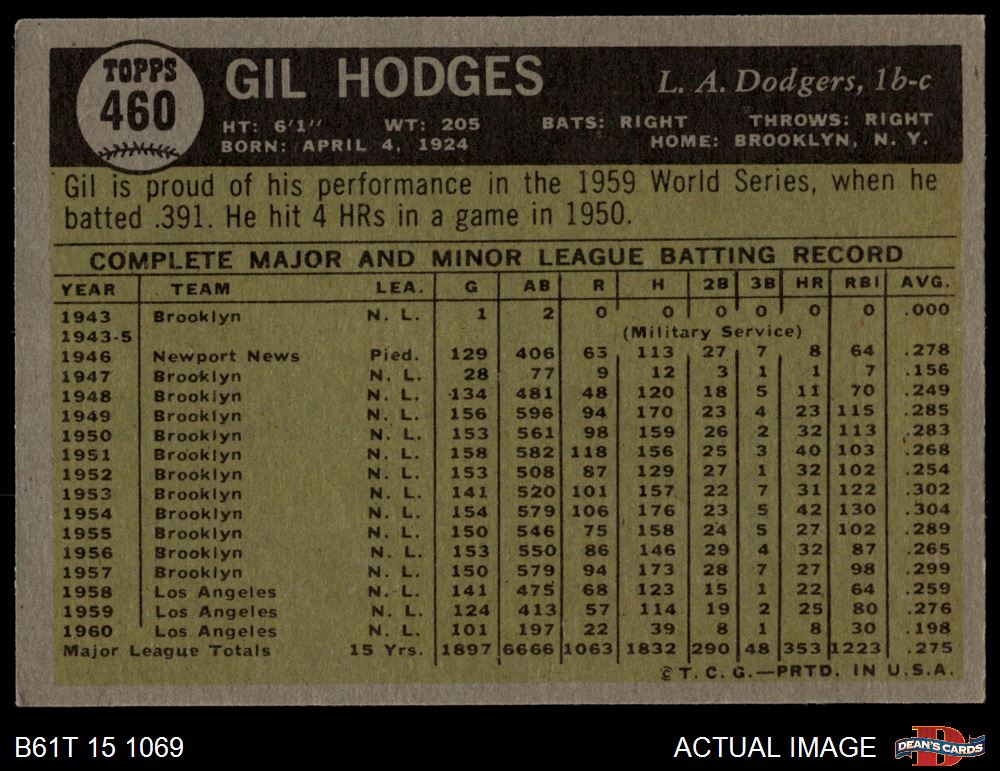 TOPPS
460
GIL HODGES
L. A. Dodgers, 1b-c
HT: 6'1" WT: 205 BATS: RIGHT THROWS: RIGHT
BORN: APRIL 4, 1924 HOME: BROOKLYN, N. Y.
Gil is proud of his performance in the 1959 World Series, when he
batted .391. He hit 4 HRs in a game in 1950.
COMPLETE MAJOR AND MINOR LEAGUE BATTING RECORD
YEAR TEAM LEA. G AB R H 2B 3B HR RBI AVG.
1943 Brooklyn N. L. 1 2 0 0 0 0 0 0 .000
1943-5 (Military Service)
1946 Newport News Pied. 129 406 65 113 27 7 8 64 .278
1947 Brooklyn N. L. 28 77 9 12 3 1 1 7 .156
1948 Brooklyn N. L. 134 481 48 120 18 5 11 70 .249
1949 Brooklyn N. L. 156 596 94 170 23 4 23 115 .285
1950 Brooklyn N. L. 153 561 98 159 26 2 32 113 .283
1951 Brooklyn N. L. 158 582 118 156 25 3 40 103 .268
1952 Brooklyn N. L. 153 508 87 129 27 1 32 102 .254
1953 Brooklyn N. L. 141 520 101 157 22 7 31 122 .302
1954 Brooklyn N. L. 154 579 106 176 23 5 42 130 .304
1955 Brooklyn N. L. 150 546 75 158 24 5 27 102 .289
1956 Brooklyn N. L. 153 550 86 146 29 4 32 87 .265
1957 Brooklyn N. L. 150 579 94 173 28 7 27 98 .299
1958 Los Angeles N. L. 141 475 68 123 15 1 22 64 .259
1959 Los Angeles N. L. 124 413 57 114 19 2 25 80 .276
1960 Los Angeles N. L. 101 197 22 39 8 1 8 30 .198
Major League Totals 15 Yrs. 1897 6666 1063 1832 290 48 353 1223 .275
© T. C. G.—PRTD. IN U.S.A.
B61T 15 1069
ACTUAL IMAGE
D
DEAN'S CARDS